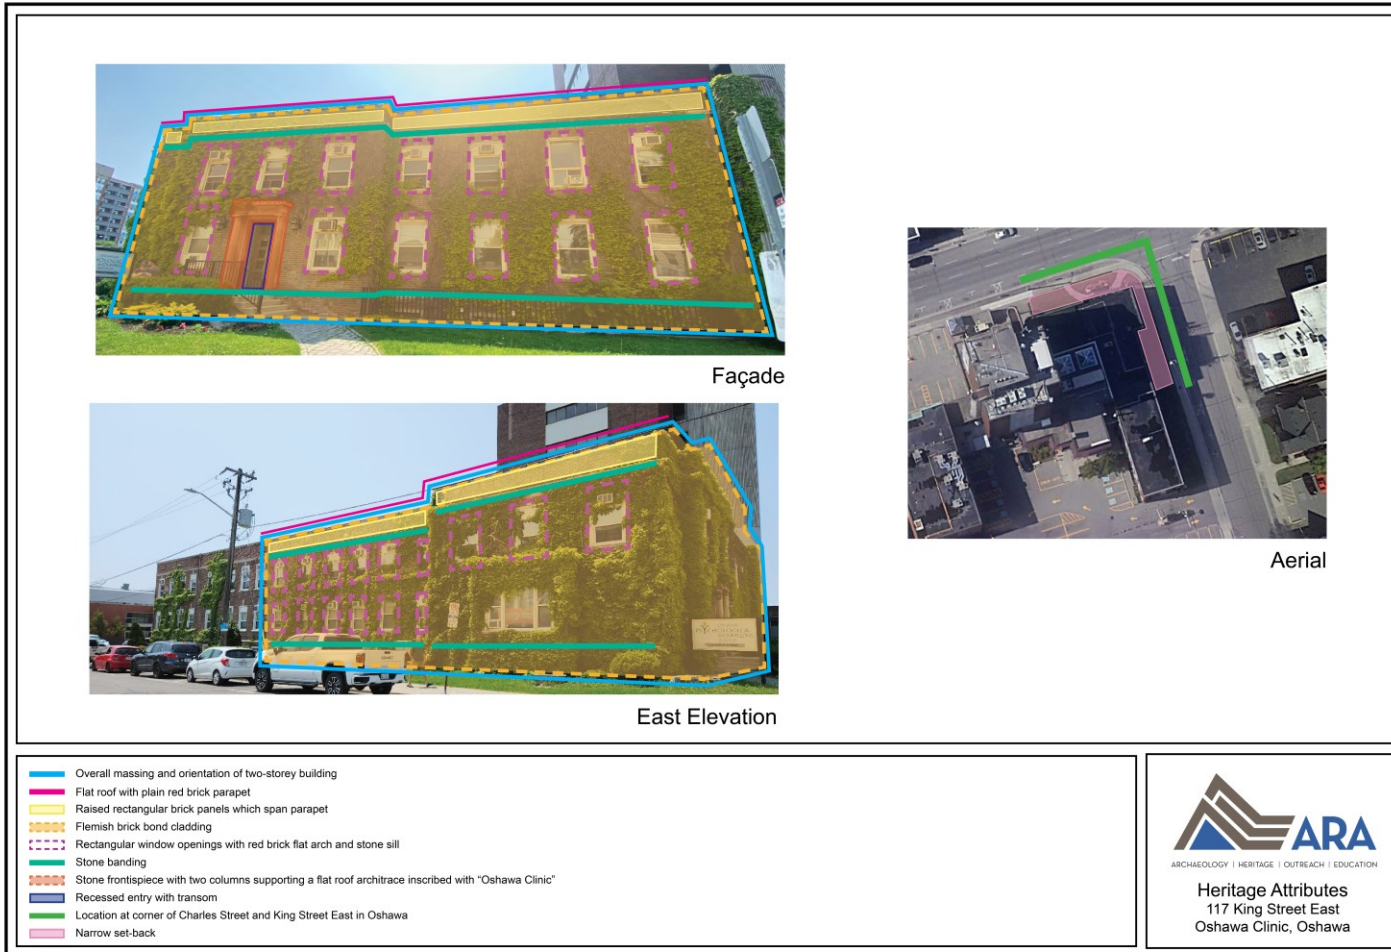 Façade
East Elevation
Aerial
Overall massing and orientation of two-storey building
Flat roof with plain red brick parapet
Raised rectangular brick panels which span parapet
Flemish brick bond cladding
Rectangular window openings with red brick flat arch and stone sill
Stone banding
Stone frontispiece with two columns supporting a flat roof architrace inscribed with “Oshawa Clinic”
Recessed entry with transom
Location at corner of Charles Street and King Street East in Oshawa
Narrow set-back
ARA
ARCHAEOLOGY | HERITAGE | OUTREACH | EDUCATION
Heritage Attributes
117 King Street East
Oshawa Clinic, Oshawa